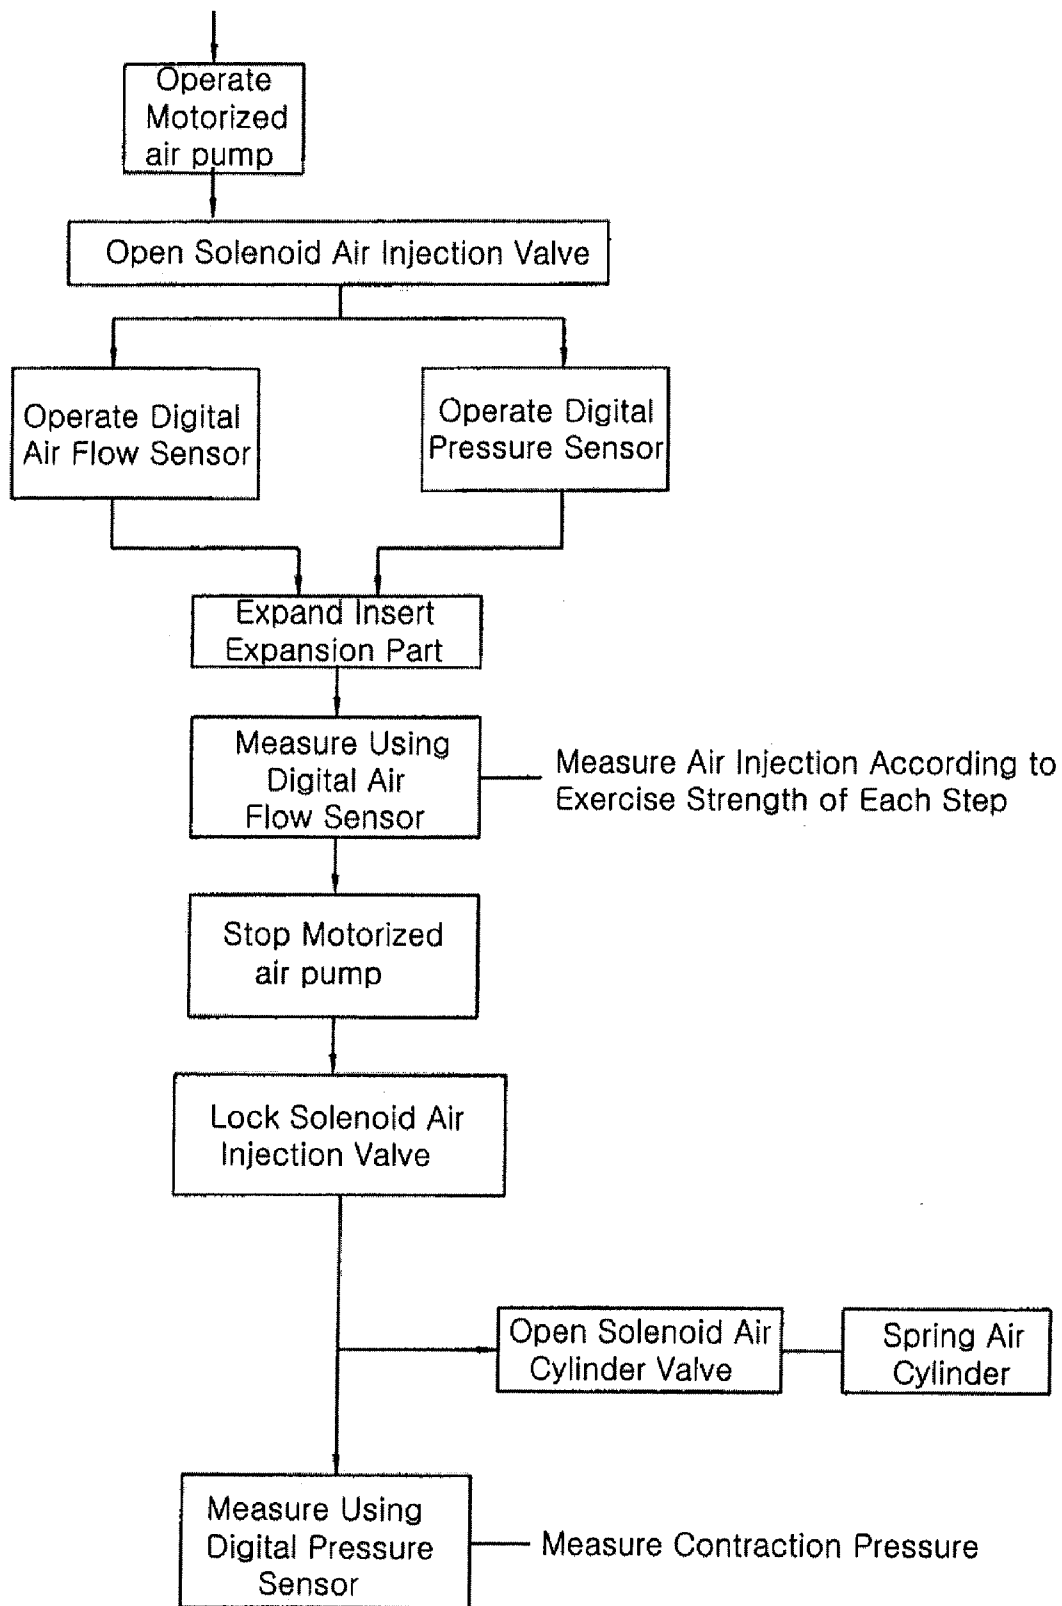 Operate
Motorized
air pump
Open Solenoid Air Injection Valve
Operate Digital
Air Flow Sensor
Operate Digital
Pressure Sensor
Expand Insert
Expansion Part
Measure Using
Digital Air
Flow Sensor
Measure Air Injection According to
Exercise Strength of Each Step
Stop Motorized
air pump
Lock Solenoid Air
Injection Valve
Open Solenoid Air
Cylinder Valve
Spring Air
Cylinder
Measure Using
Digital Pressure
Sensor
Measure Contraction Pressure